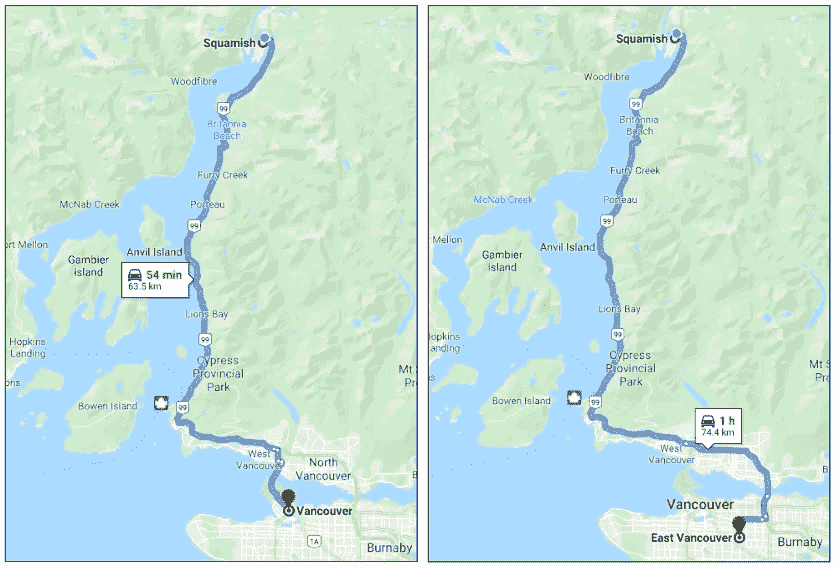 Squamish
Woodfibre
99
Britannia
Beach
Furry Creek
McNab Creek
Porteau
99
ort Mellon
Anvil Island
Gambier
Island
54 min
63.5 km
Lions Bay
Hopkins
Landing
99
Cypress
Provincial
Park
Mt S
Pro
ons
Bowen Island
99
West
Vancouver
North
Vancouver
Vancouver
1A
Burnaby
Squamish
Woodfibre
99
Britannia
Beach
Furry Creek
McNab Creek
Porteau
99
Mellon
Anvil Island
Gambier
Island
Lions Bay
opkins
anding
99
Cypress
Provincial
Park
Mt S
Pro
Bowen Island
99
1 h
74.4 km
West
Vancouver
Vancouver
East Vancouver
Burnaby